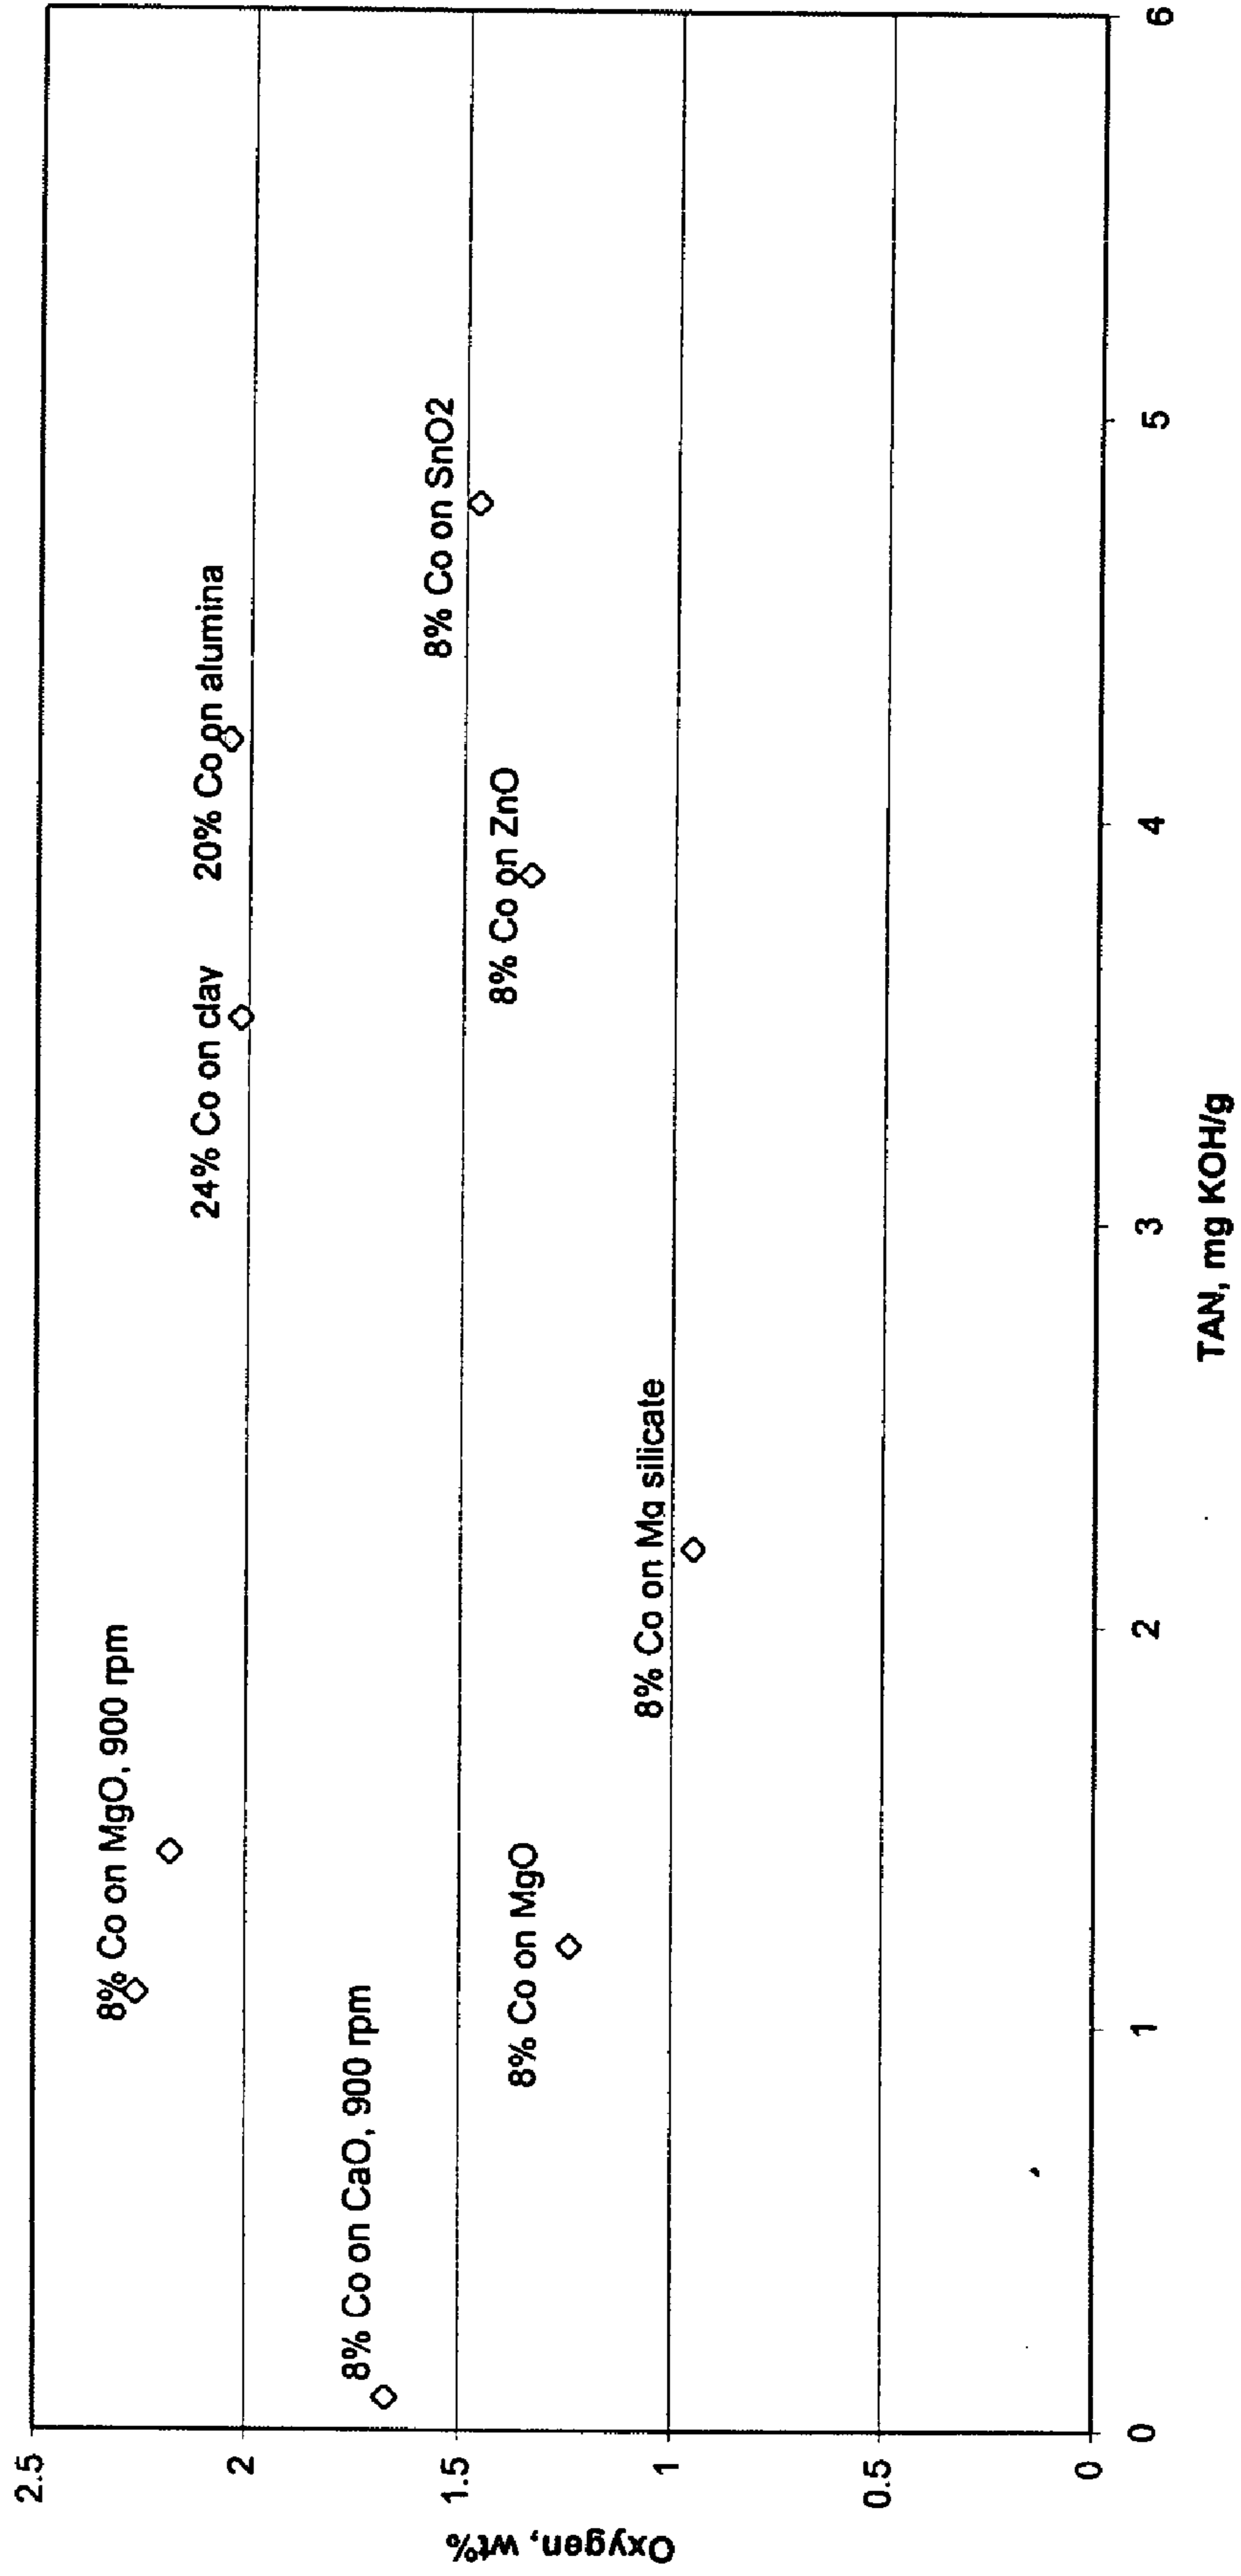 2.5
2
1.5
1
0.5
0
Oxygen, wt%
8% Co on MgO, 900 rpm
24% Co on clay
20% Co on alumina
8% Co on CaO, 900 rpm
8% Co on MgO
8% Co on ZnO
8% Co on SnO2
8% Co on Mg silicate
0
1
2
3
4
5
6
TAN, mg KOH/g